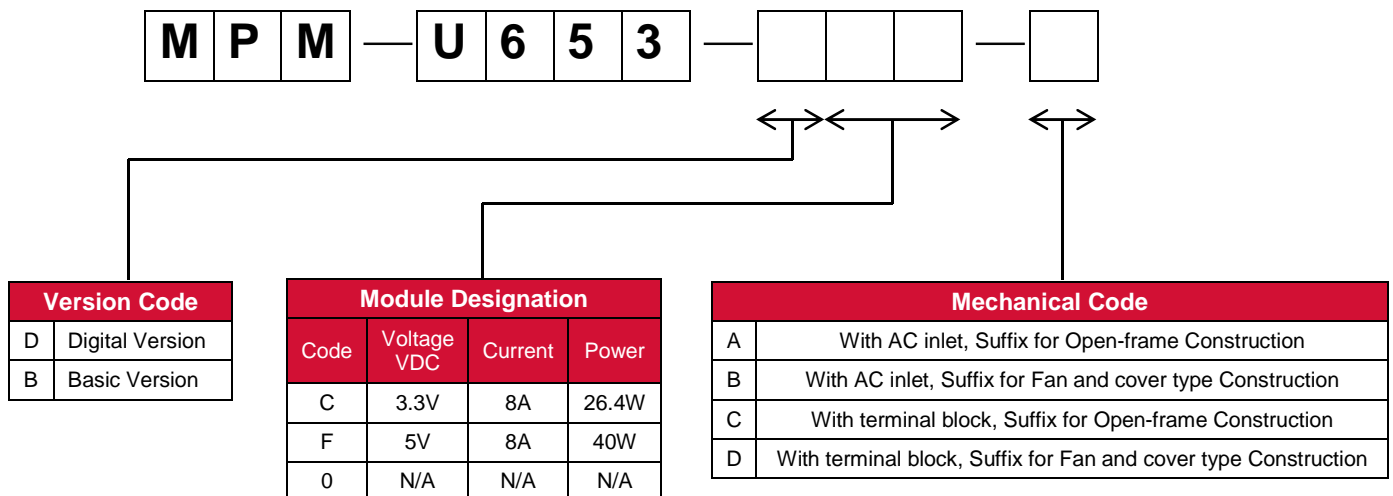 M P M — U 6 5 3 — —
Version Code
D Digital Version
B Basic Version
Module Designation
Code Voltage VDC Current Power
C 3.3V 8A 26.4W
F 5V 8A 40W
0 N/A N/A N/A
Mechanical Code
A With AC inlet, Suffix for Open-frame Construction
B With AC inlet, Suffix for Fan and cover type Construction
C With terminal block, Suffix for Open-frame Construction
D With terminal block, Suffix for Fan and cover type Construction